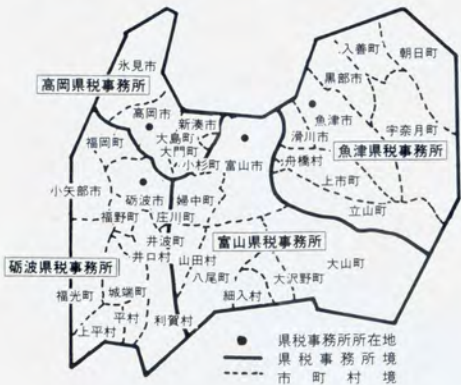 氷見市
高岡県税事務所
高岡市
新湊市
大島町
大門町
小杉町
福岡町
小矢部市
砺波市
福野町
庄川町
婦中町
富山市
井波町
井口村
砺波県税事務所
福光町
城端町
平村
上平村
利賀村
山田村
八尾町
細入村
富山県税事務所
大沢野町
大山町
入善町
朝日町
黒部市
魚津市
宇奈月町
滑川市
魚津県税事務所
舟橋村
上市町
立山町
県税事務所所在地
県税事務所境
市町村境